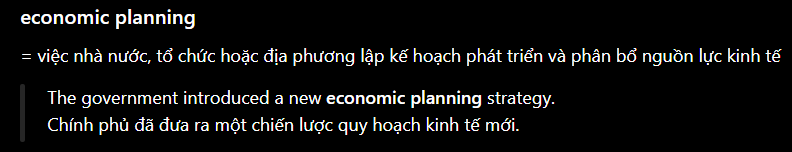 economic planning
= việc nhà nước, tổ chức hoặc địa phương lập kế hoạch phát triển và phân bổ nguồn lực kinh tế
The government introduced a new economic planning strategy.
Chính phủ đã đưa ra một chiến lược quy hoạch kinh tế mới.